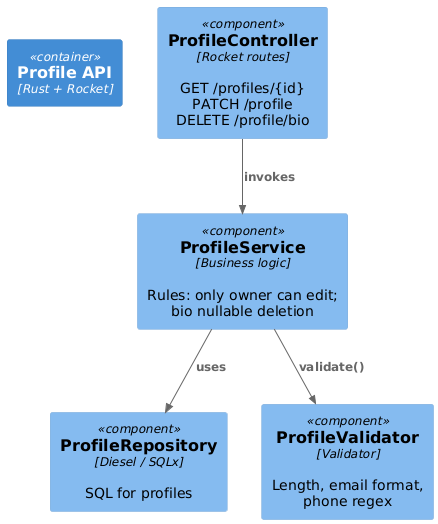 «container»
Profile API
[Rust + Rocket]
«component»
ProfileController
[Rocket routes]
GET /profiles/{id}
PATCH /profile
DELETE /profile/bio
invokes
«component»
ProfileService
[Business logic]
Rules: only owner can edit;
bio nullable deletion
uses
validate()
«component»
ProfileRepository
[Diesel / SQLx]
SQL for profiles
«component»
ProfileValidator
[Validator]
Length, email format,
phone regex